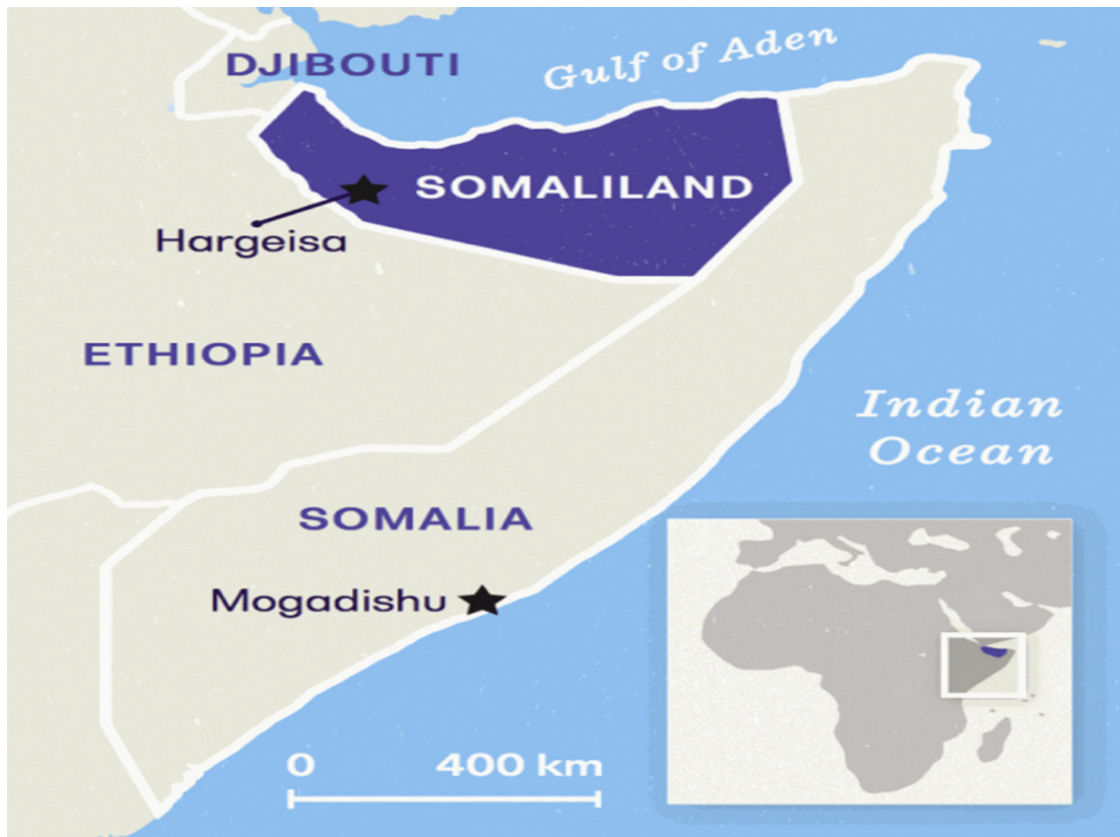 DJIBOUTI
Gulf of Aden
SOMALILAND
Hargeisa
ETHIOPIA
Indian
Ocean
SOMALIA
Mogadishu
0 400 km